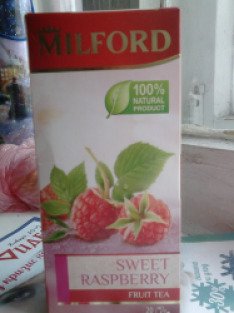 MILFORD
100%
NATURAL
PRODUCT
SWEET
RASPBERRY
FRUIT TEA